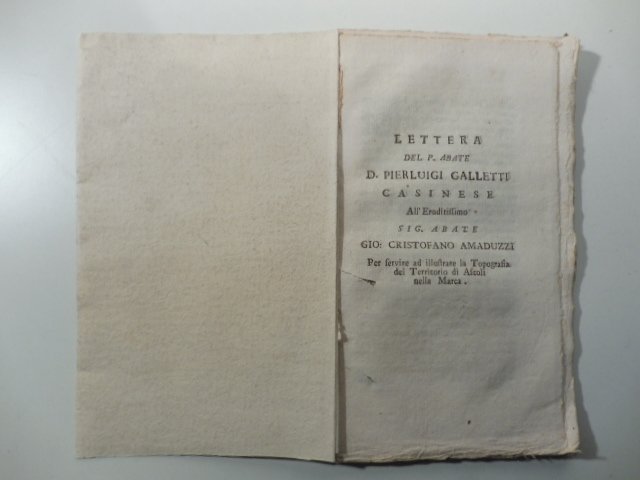 LETTERA
DEL P. ABATE
D. PIERLUIGI GALLETTI
CASINESE
All' Eruditissimo
SIG. ABATE
GIO: CRISTOFANO AMADUZZI
Per servire ad illustrare la Topografia
del Territorio di Ascoli
nella Marca.